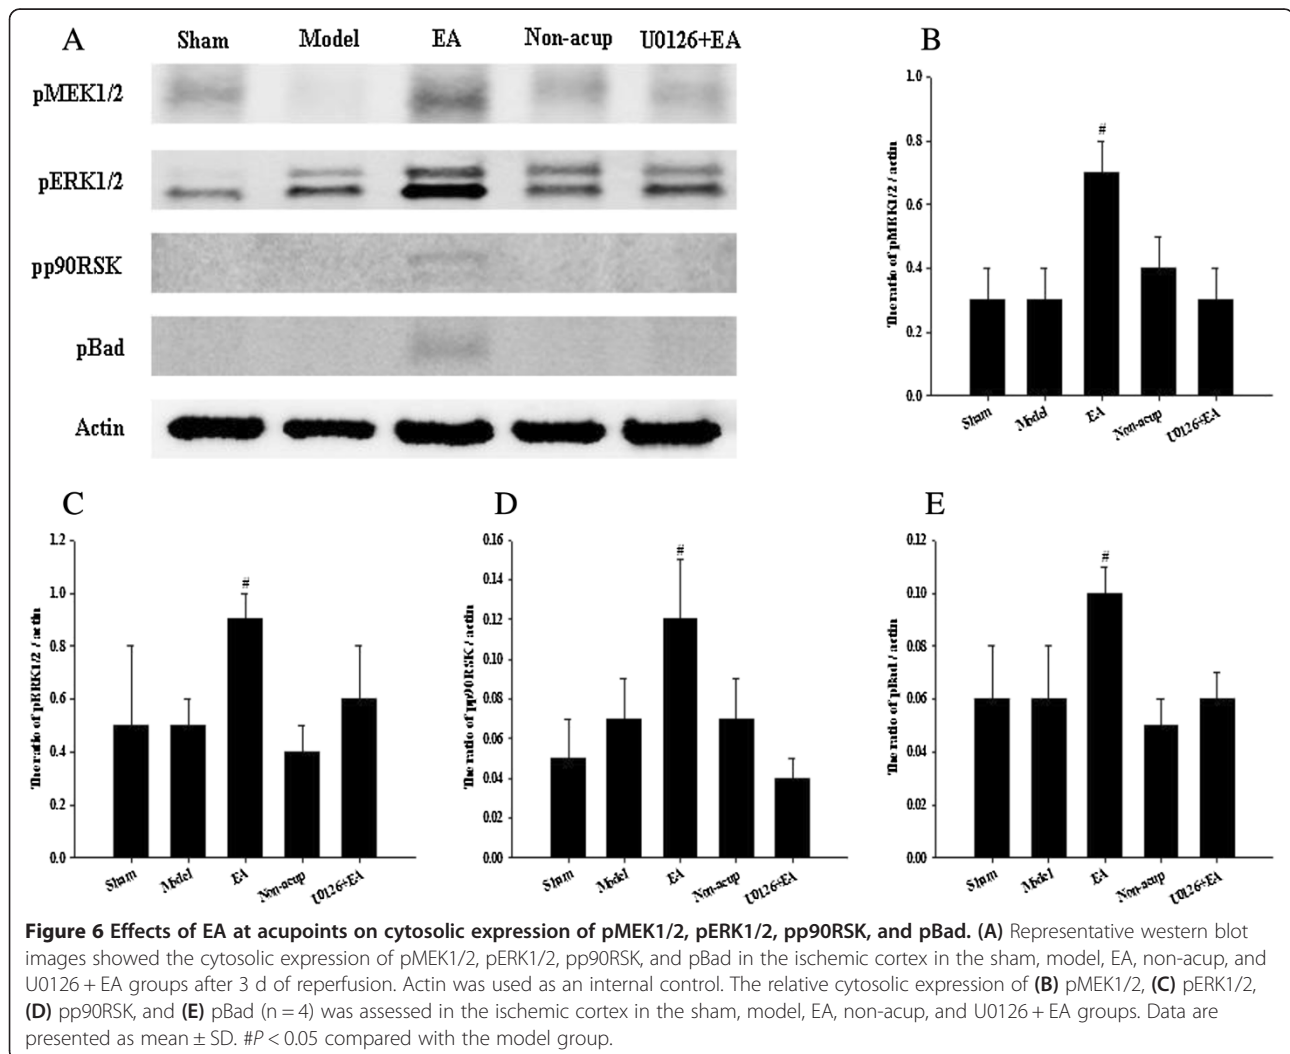 A
Sham Model EA Non-acup U0126+EA
pMEK1/2
pERK1/2
pp90RSK
pBad
Actin
B
The ratio of pMEK1/2 / actin
1.0
0.8
0.6
0.4
0.2
0.0
#
Sham Model EA Non-acup U0126+EA
C
The ratio of pERK1/2 / actin
1.2
1.0
0.8
0.6
0.4
0.2
0.0
#
Sham Model EA Non-acup U0126+EA
D
The ratio of pp90RSK / actin
0.16
0.14
0.12
0.10
0.08
0.06
0.04
0.02
0.00
#
Sham Model EA Non-acup U0126+EA
E
The ratio of pBad / actin
0.12
0.10
0.08
0.06
0.04
0.02
0.00
#
Sham Model EA Non-acup U0126+EA
Figure 6 Effects of EA at acupoints on cytosolic expression of pMEK1/2, pERK1/2, pp90RSK, and pBad. (A) Representative western blot
images showed the cytosolic expression of pMEK1/2, pERK1/2, pp90RSK, and pBad in the ischemic cortex in the sham, model, EA, non-acup, and
U0126 + EA groups after 3 d of reperfusion. Actin was used as an internal control. The relative cytosolic expression of (B) pMEK1/2, (C) pERK1/2,
(D) pp90RSK, and (E) pBad (n = 4) was assessed in the ischemic cortex in the sham, model, EA, non-acup, and U0126 + EA groups. Data are
presented as mean ± SD. #P < 0.05 compared with the model group.